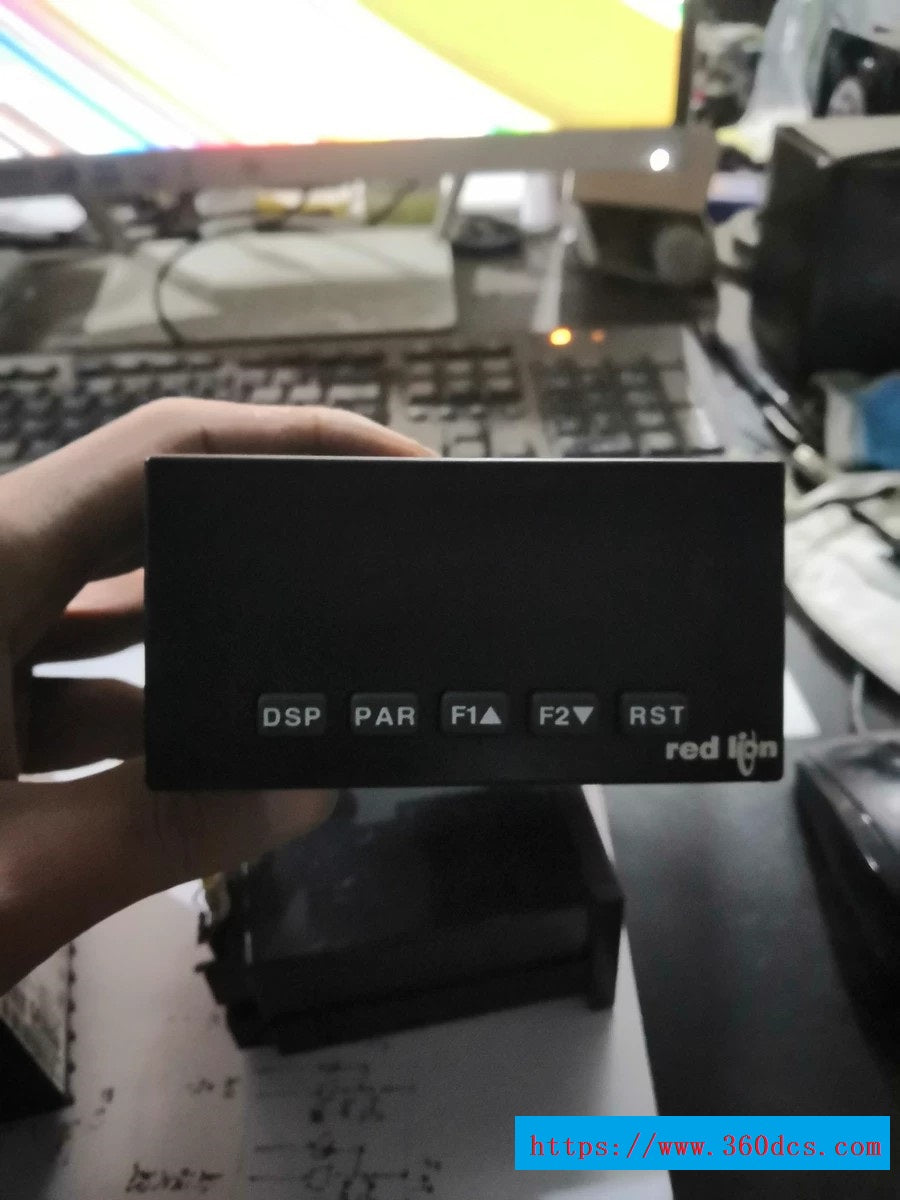 DSP PAR F1▲ F2▼ RST
red lion
https://www.360dcs.com